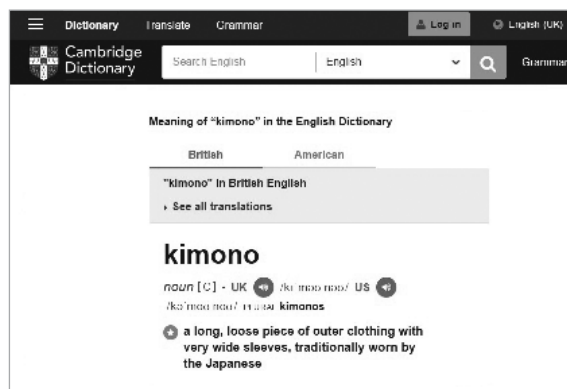 Dictionary Translate Grammar Log in English (UK)
Cambridge
Dictionary
Search English English Grammar
Meaning of “kimono” in the English Dictionary
British American
"kimono" in British English
See all translations
kimono
noun [C] • UK US
PLURAL kimonos
a long, loose piece of outer clothing with
very wide sleeves, traditionally worn by
the Japanese